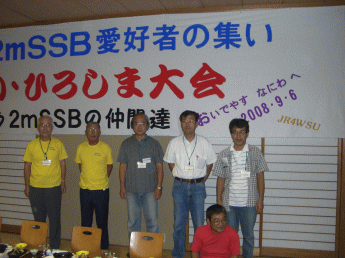 2mSSB愛好者の集い
い・ひろしま大会
2mSSBの仲間達
おいでやす なにわ へ
2008・9・6
JR4WSU